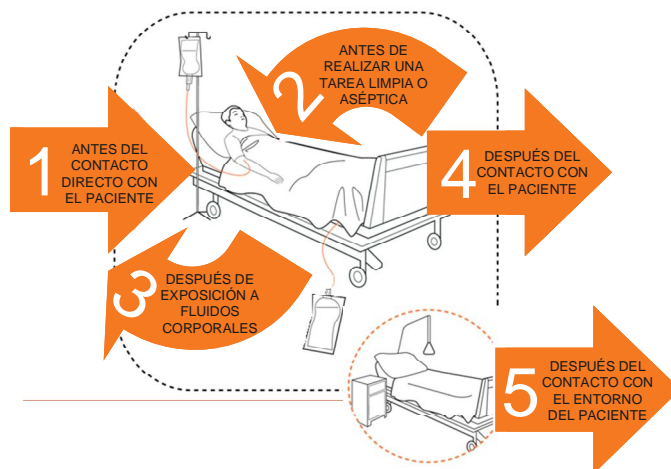 1
ANTES DEL
CONTACTO
DIRECTO CON
EL PACIENTE
2
ANTES DE
REALIZAR UNA
TAREA LIMPIA O
ASÉPTICA
3
DESPUÉS DE
EXPOSICIÓN A
FLUIDOS
CORPORALES
4
DESPUÉS DEL
CONTACTO CON
EL PACIENTE
5
DESPUÉS DEL
CONTACTO CON
EL ENTORNO
DEL PACIENTE